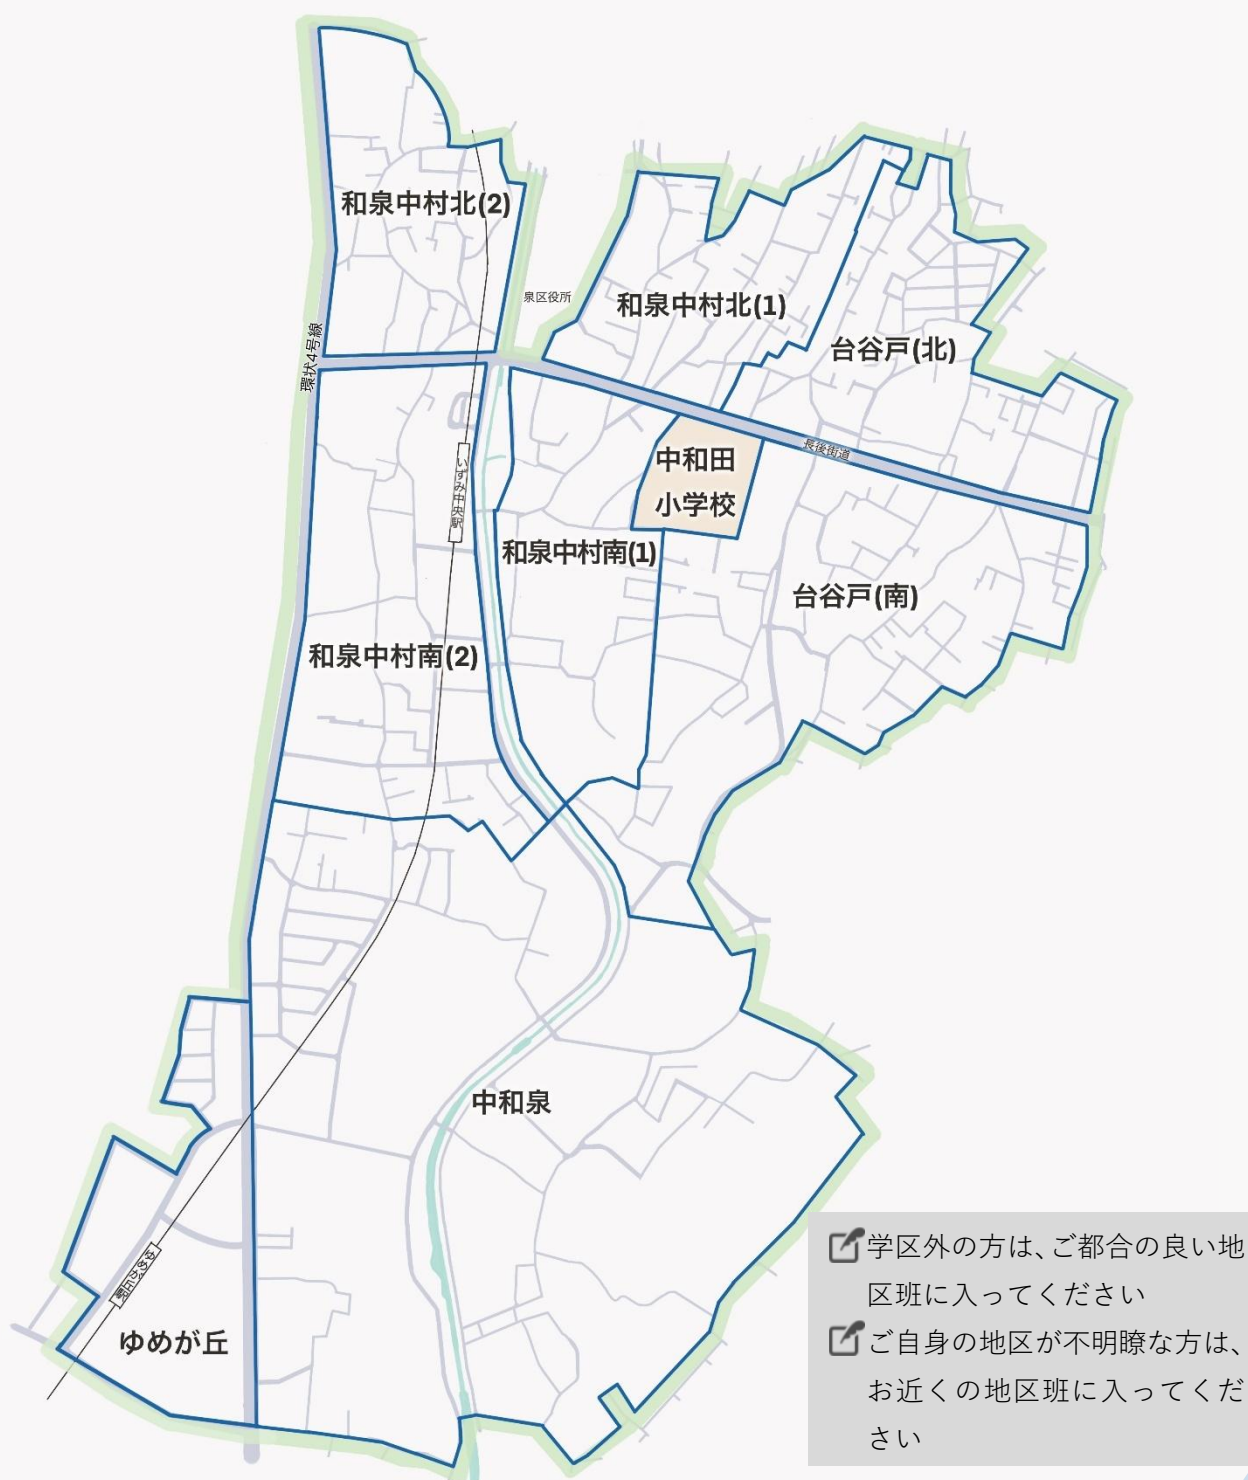 和泉中村北(2)
泉区役所
和泉中村北(1)
台谷戸(北)
環状4号線
長後街道
中和田
小学校
いずみ中央駅
和泉中村南(1)
台谷戸(南)
和泉中村南(2)
中和泉
ゆめが丘駅
ゆめが丘
学区外の方は、ご都合の良い地
区班に入ってください
ご自身の地区が不明瞭な方は、
お近くの地区班に入ってくだ
さい